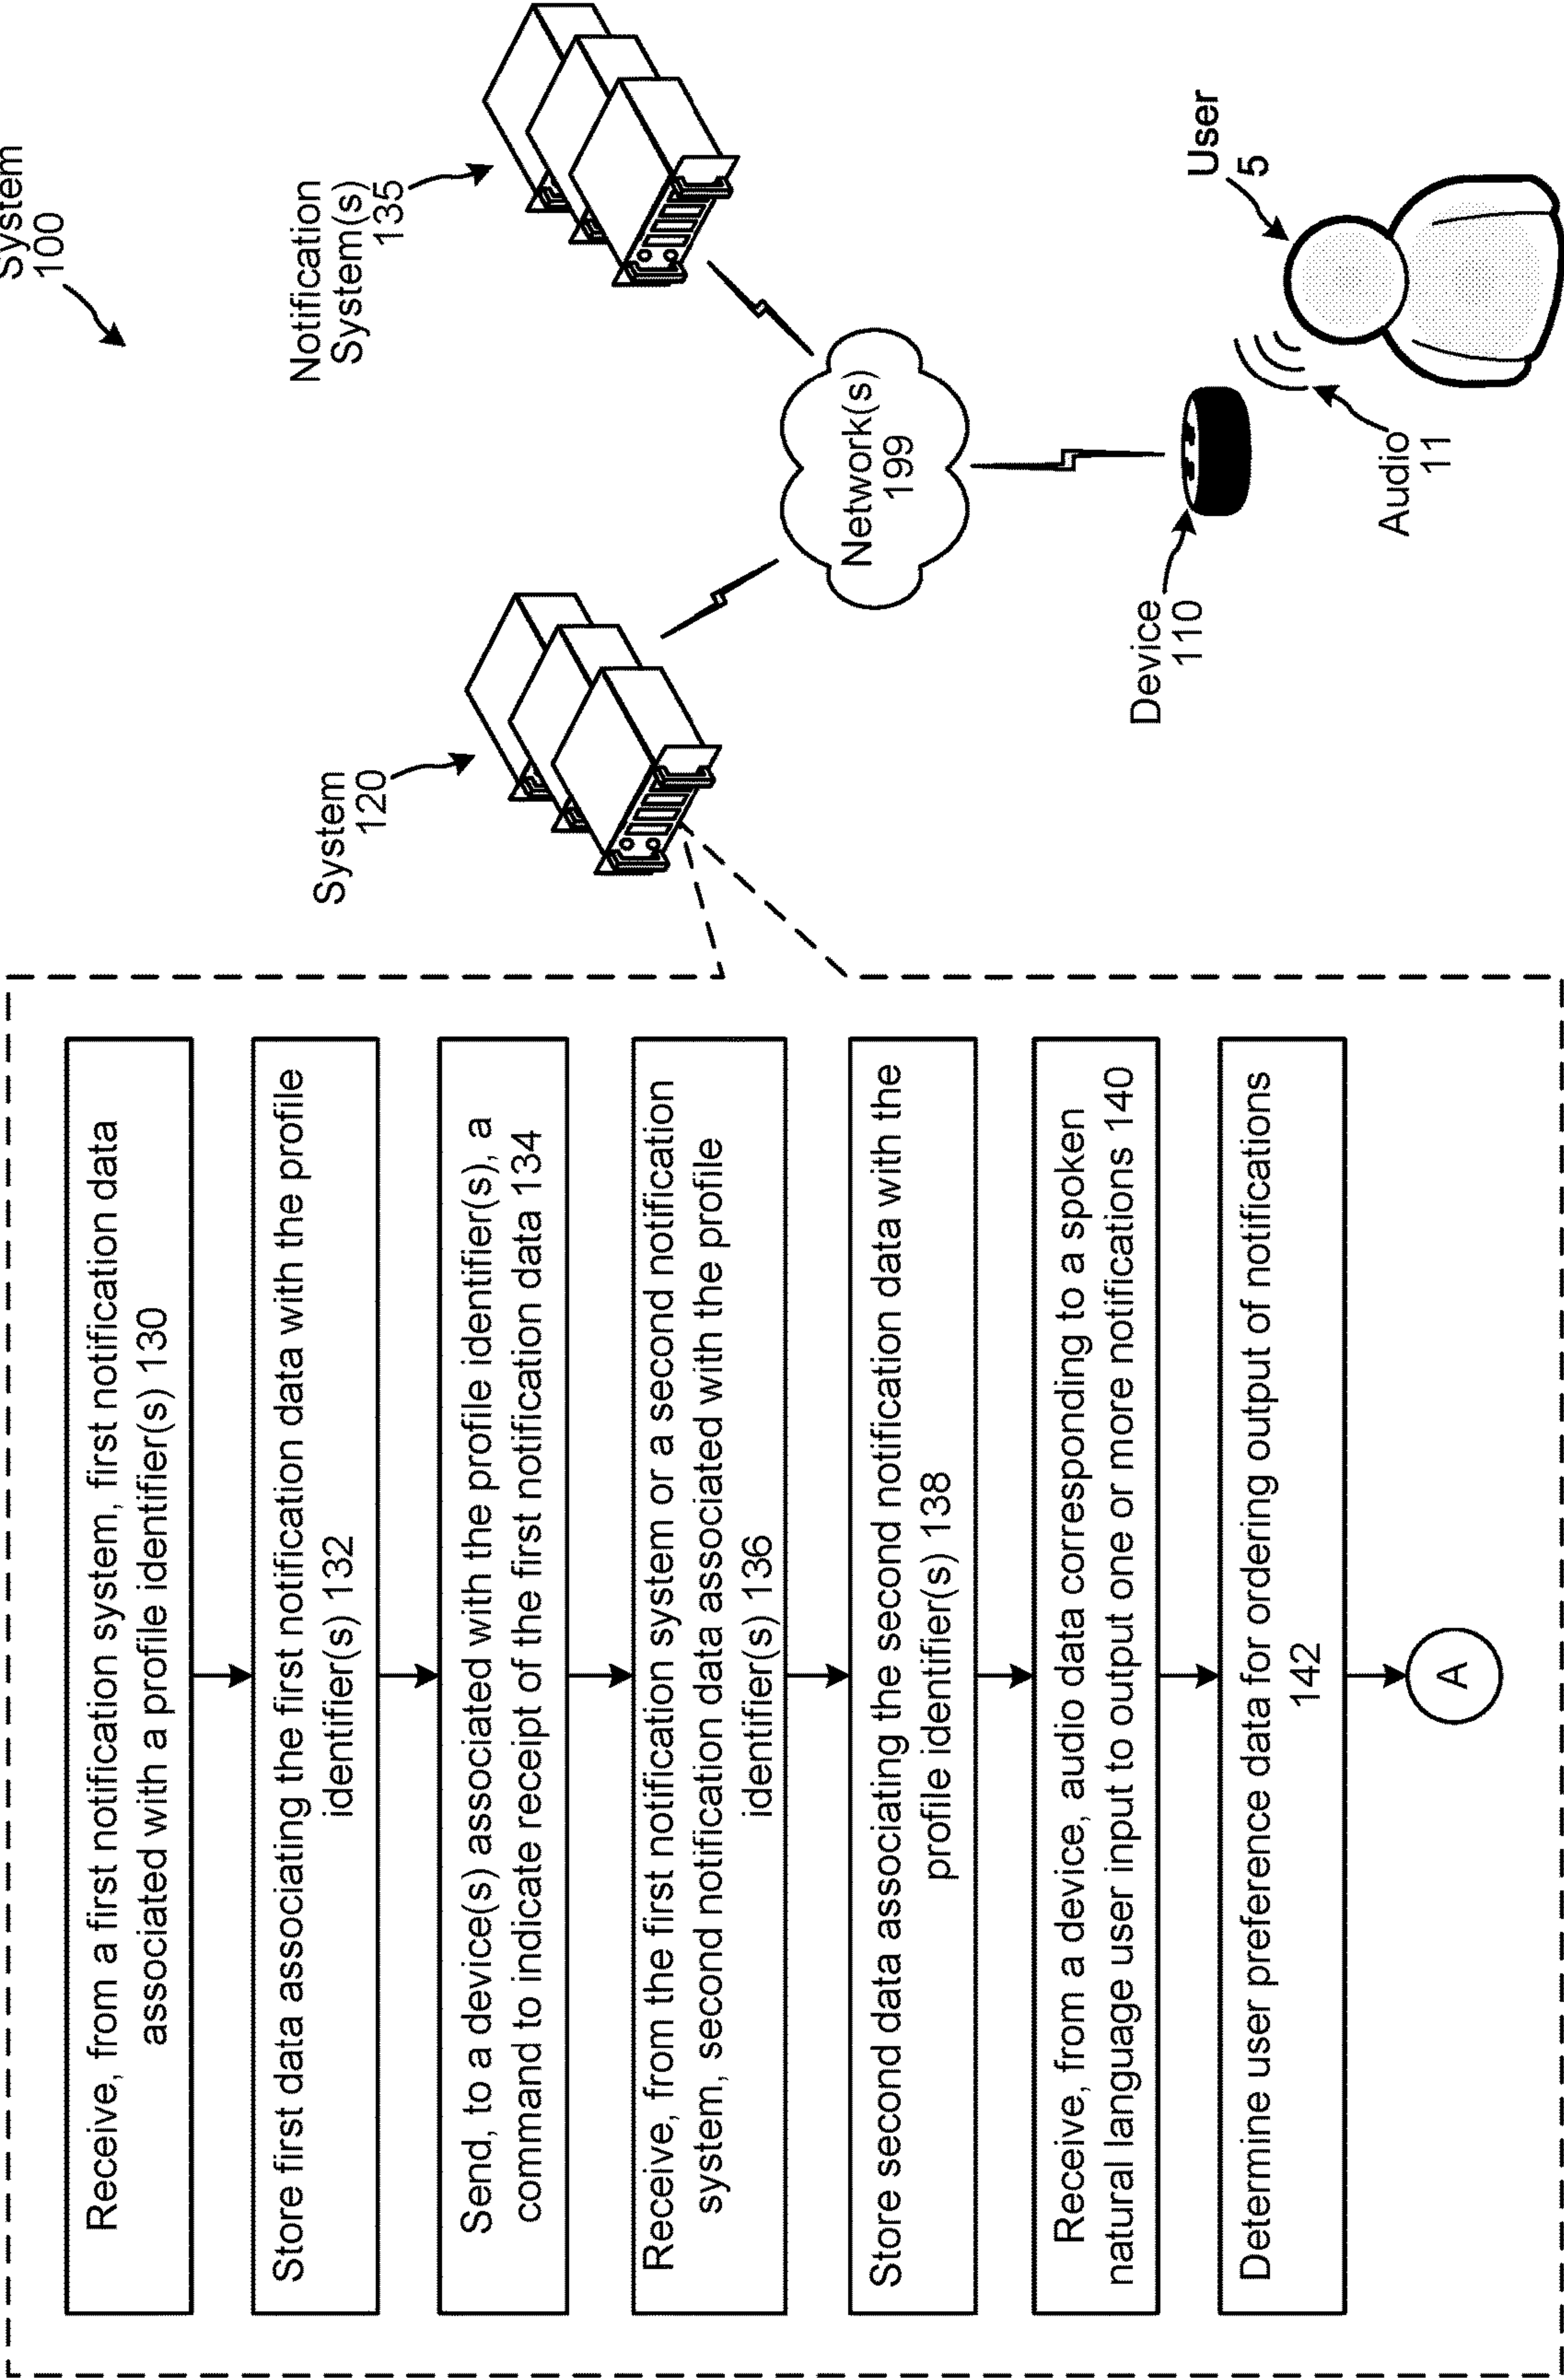 System
100
Notification
System(s)
135
System
120
Network(s)
199
Device
110
User
5
Audio
11
Receive, from a first notification system, first notification data
associated with a profile identifier(s) 130
Store first data associating the first notification data with the profile
identifier(s) 132
Send, to a device(s) associated with the profile identifier(s), a
command to indicate receipt of the first notification data 134
Receive, from the first notification system or a second notification
system, second notification data associated with the profile
identifier(s) 136
Store second data associating the second notification data with the
profile identifier(s) 138
Receive, from a device, audio data corresponding to a spoken
natural language user input to output one or more notifications 140
Determine user preference data for ordering output of notifications
142
A